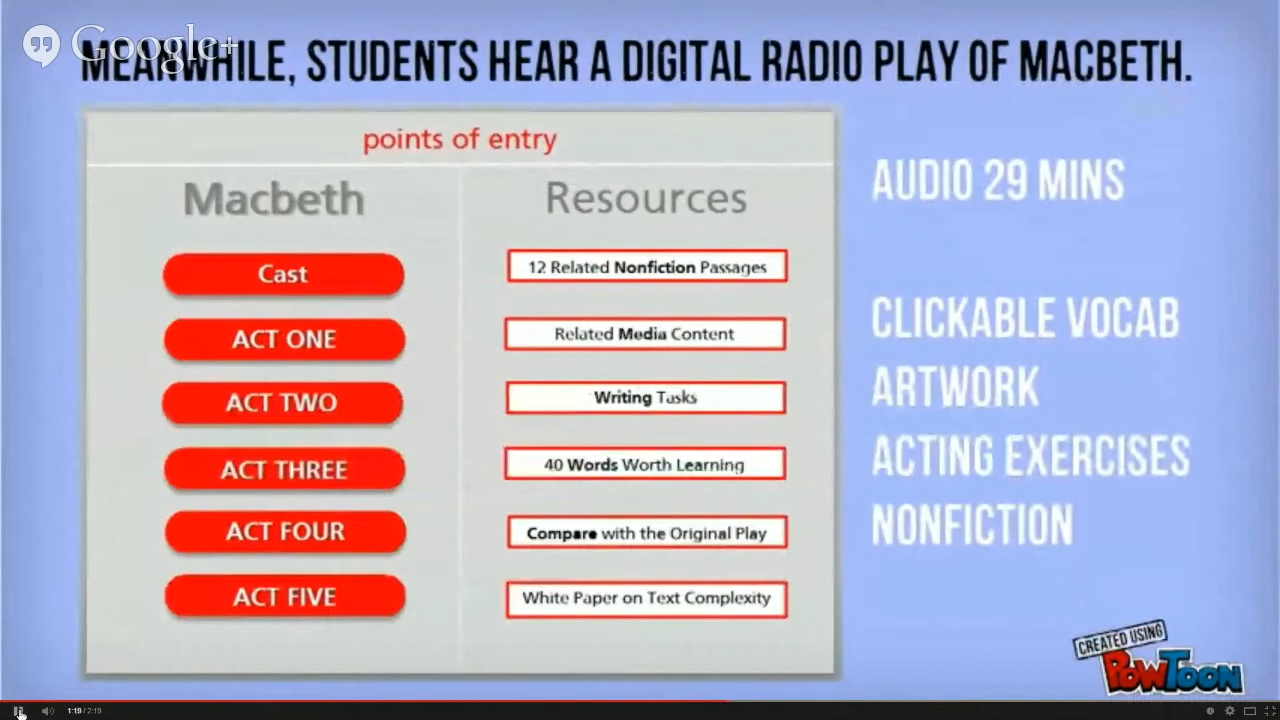 Google+
MEANWHILE, STUDENTS HEAR A DIGITAL RADIO PLAY OF MACBETH.
points of entry
Macbeth
Cast
ACT ONE
ACT TWO
ACT THREE
ACT FOUR
ACT FIVE
Resources
12 Related Nonfiction Passages
Related Media Content
Writing Tasks
40 Words Worth Learning
Compare with the Original Play
White Paper on Text Complexity
AUDIO 29 MINS
CLICKABLE VOCAB
ARTWORK
ACTING EXERCISES
NONFICTION
CREATED USING
POWTOON
1:19 / 2:19